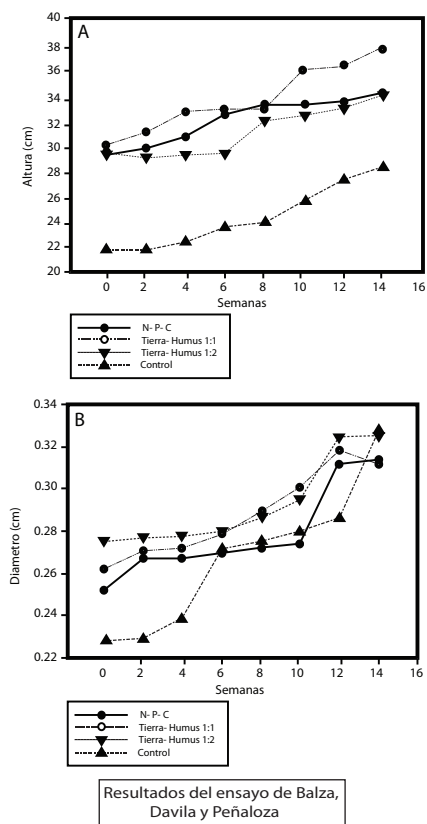 40
A
38
36
34
32
30
28
26
24
22
20
Altura (cm)
0 2 4 6 8 10 12 14 16
Semanas
N- P- C
Tierra- Humus 1:1
Tierra- Humus 1:2
Control
0.34
B
0.32
0.30
0.28
0.26
0.24
0.22
Diametro (cm)
0 2 4 6 8 10 12 14 16
Semanas
N- P- C
Tierra- Humus 1:1
Tierra- Humus 1:2
Control
Resultados del ensayo de Balza,
Davila y Peñaloza